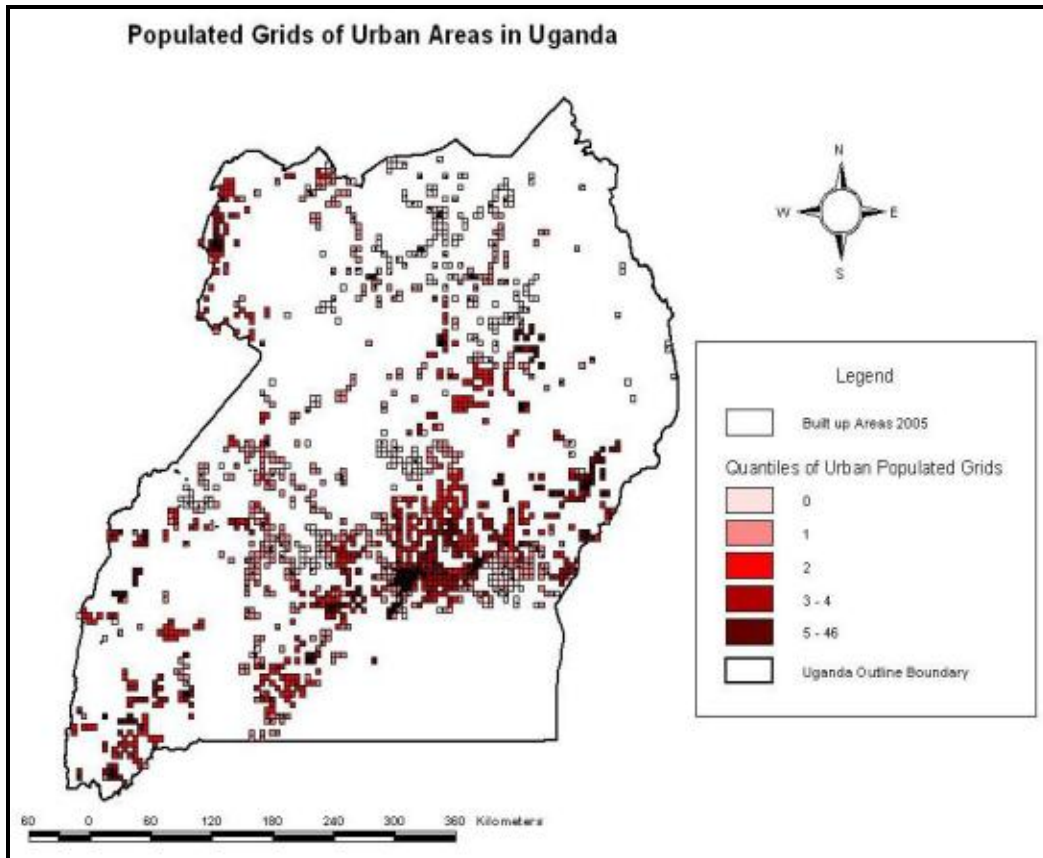 Populated Grids of Urban Areas in Uganda
N
W
E
S
Legend
Built up Areas 2005
Quantiles of Urban Populated Grids
0
1
2
3 - 4
5 - 46
Uganda Outline Boundary
60 0 60 120 180 240 300 360 Kilometers